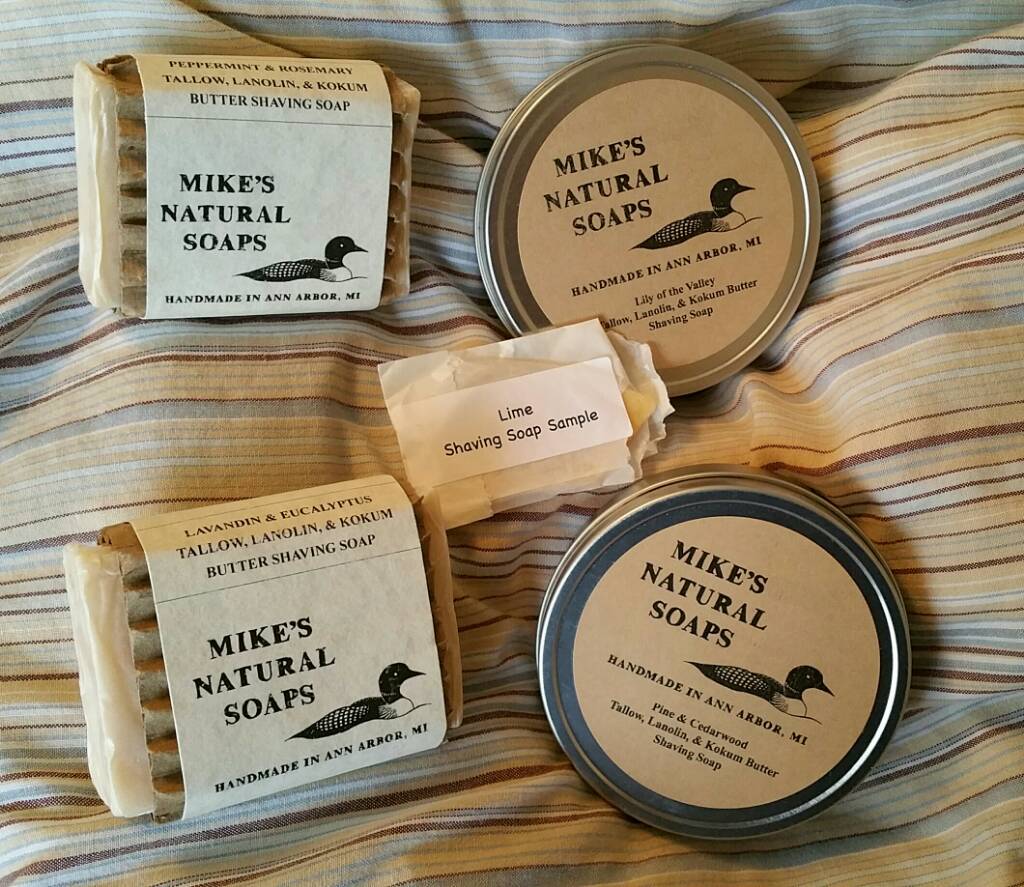 PEPPERMINT & ROSEMARY
TALLOW, LANOLIN, & KOKUM
BUTTER SHAVING SOAP
MIKE'S
NATURAL
SOAPS
HANDMADE IN ANN ARBOR, MI
MIKE'S
NATURAL
SOAPS
HANDMADE IN ANN ARBOR, MI
Lily of the Valley
Tallow, Lanolin, & Kokum Butter
Shaving Soap
Lime
Shaving Soap Sample
LAVANDIN & EUCALYPTUS
TALLOW, LANOLIN, & KOKUM
BUTTER SHAVING SOAP
MIKE'S
NATURAL
SOAPS
HANDMADE IN ANN ARBOR, MI
MIKE'S
NATURAL
SOAPS
HANDMADE IN ANN ARBOR, MI
Pine & Cedarwood
Tallow, Lanolin, & Kokum Butter
Shaving Soap